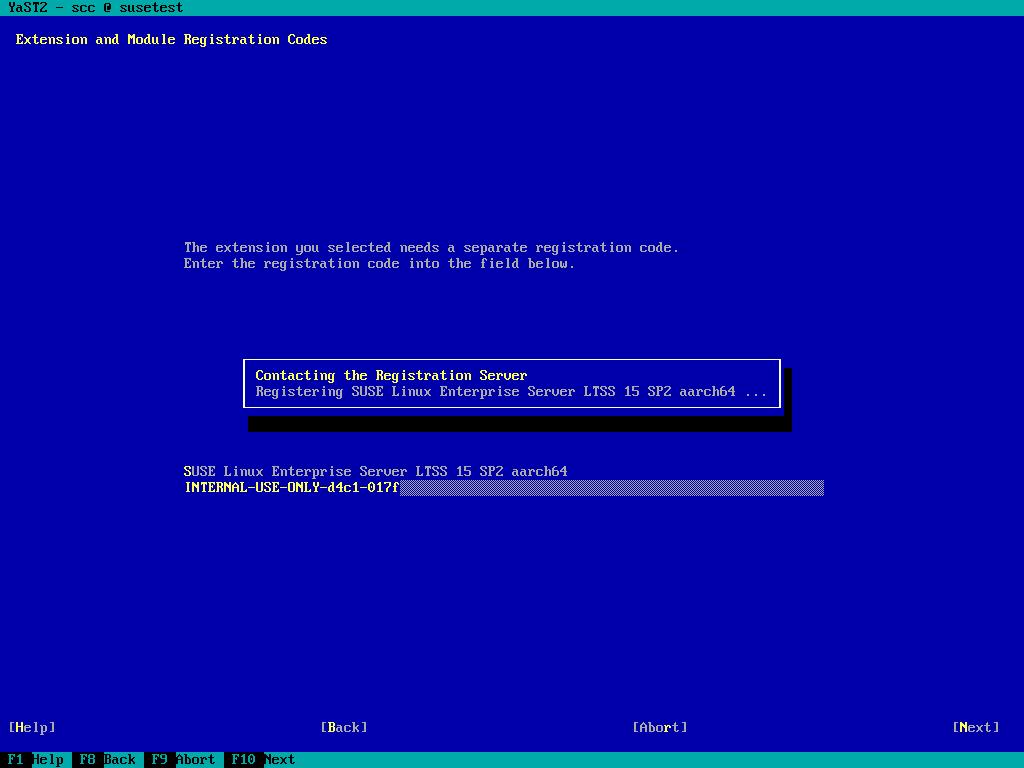 YaST2 - scc @ susetest
Extension and Module Registration Codes
The extension you selected needs a separate registration code.
Enter the registration code into the field below.
Contacting the Registration Server
Registering SUSE Linux Enterprise Server LTSS 15 SP2 aarch64 ...
SUSE Linux Enterprise Server LTSS 15 SP2 aarch64
INTERNAL-USE-ONLY-d4c1-017f
[Help] [Back] [Abort] [Next]
F1 Help F8 Back F9 Abort F10 Next